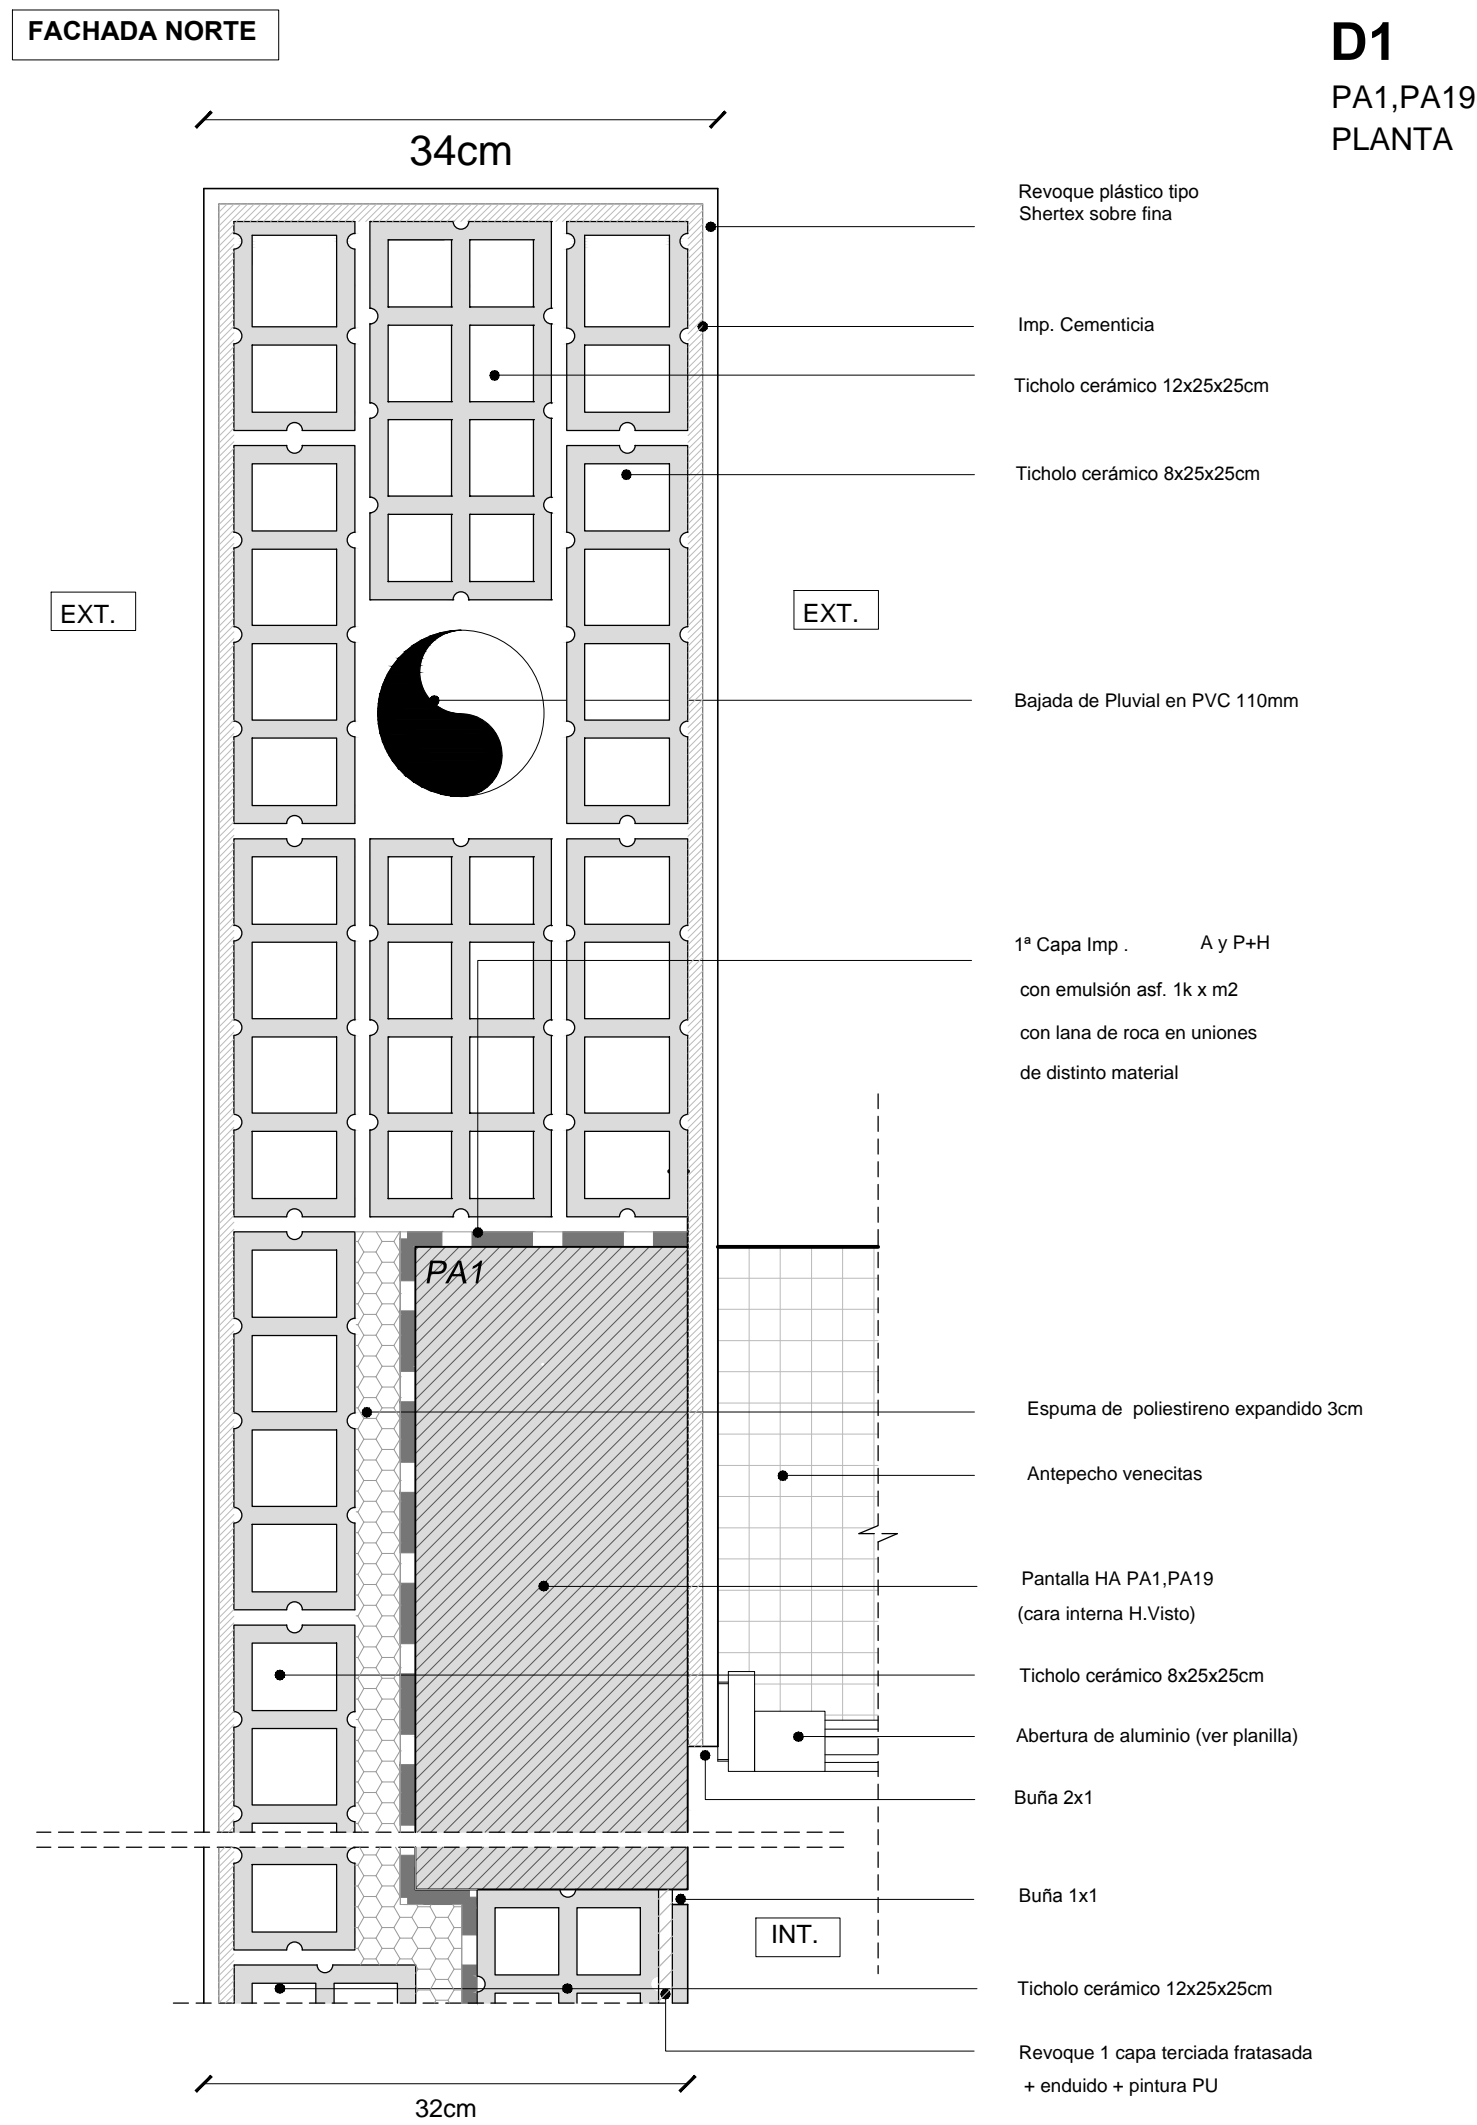 FACHADA NORTE
D1
PA1,PA19
PLANTA
34cm
Revoque plástico tipo
Shertex sobre fina
Imp. Cementicia
Ticholo cerámico 12x25x25cm
Ticholo cerámico 8x25x25cm
EXT.
EXT.
Bajada de Pluvial en PVC 110mm
1ª Capa Imp . A y P+H
con emulsión asf. 1k x m2
con lana de roca en uniones
de distinto material
PA1
Espuma de poliestireno expandido 3cm
Antepecho venecitas
Pantalla HA PA1,PA19
(cara interna H.Visto)
Ticholo cerámico 8x25x25cm
Abertura de aluminio (ver planilla)
Buña 2x1
Buña 1x1
INT.
Ticholo cerámico 12x25x25cm
Revoque 1 capa terciada fratasada
+ enduido + pintura PU
32cm